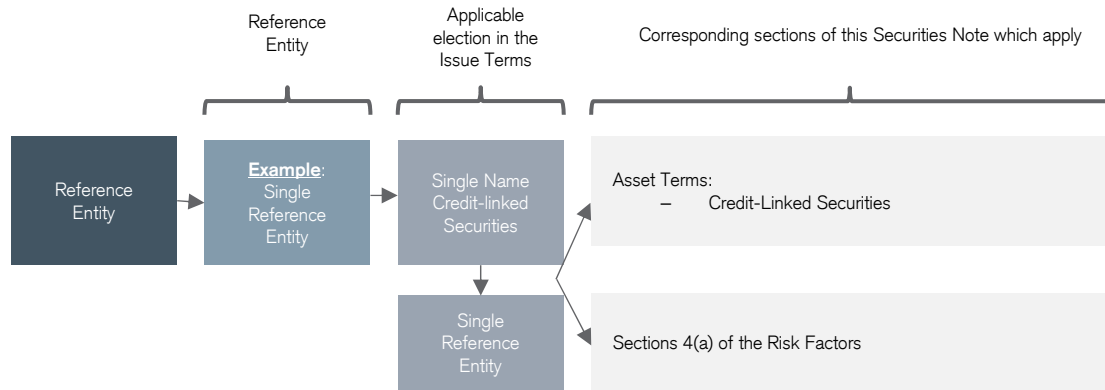 Reference
Entity
Applicable
election in the
Issue Terms
Corresponding sections of this Securities Note which apply
Reference
Entity
Example:
Single
Reference
Entity
Single Name
Credit-linked
Securities
Asset Terms:
– Credit-Linked Securities
Single
Reference
Entity
Sections 4(a) of the Risk Factors